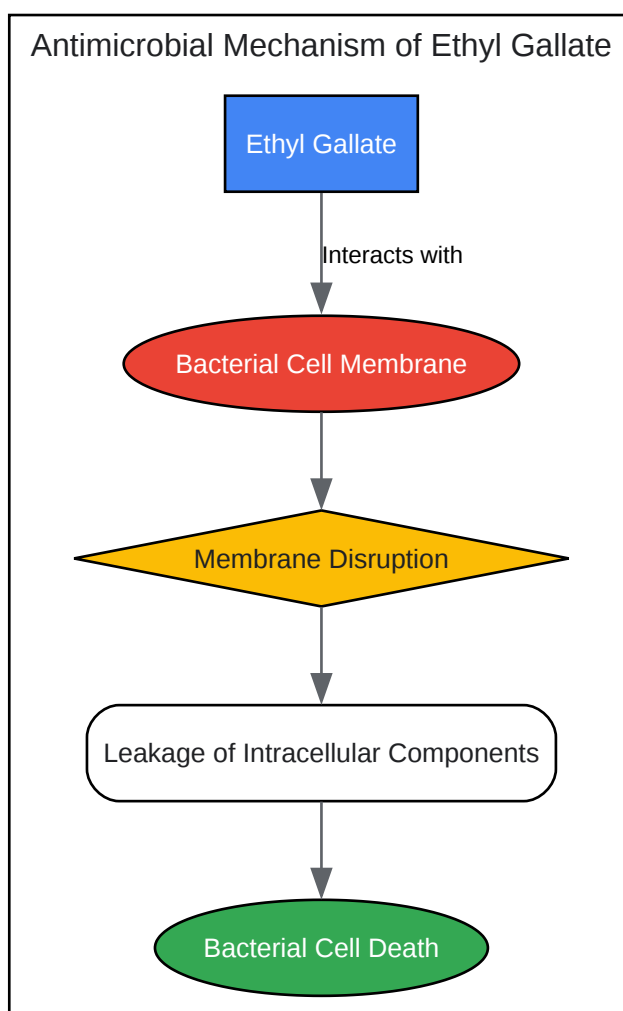 Antimicrobial Mechanism of Ethyl Gallate
Ethyl Gallate
Interacts with
Bacterial Cell Membrane
Membrane Disruption
Leakage of Intracellular Components
Bacterial Cell Death